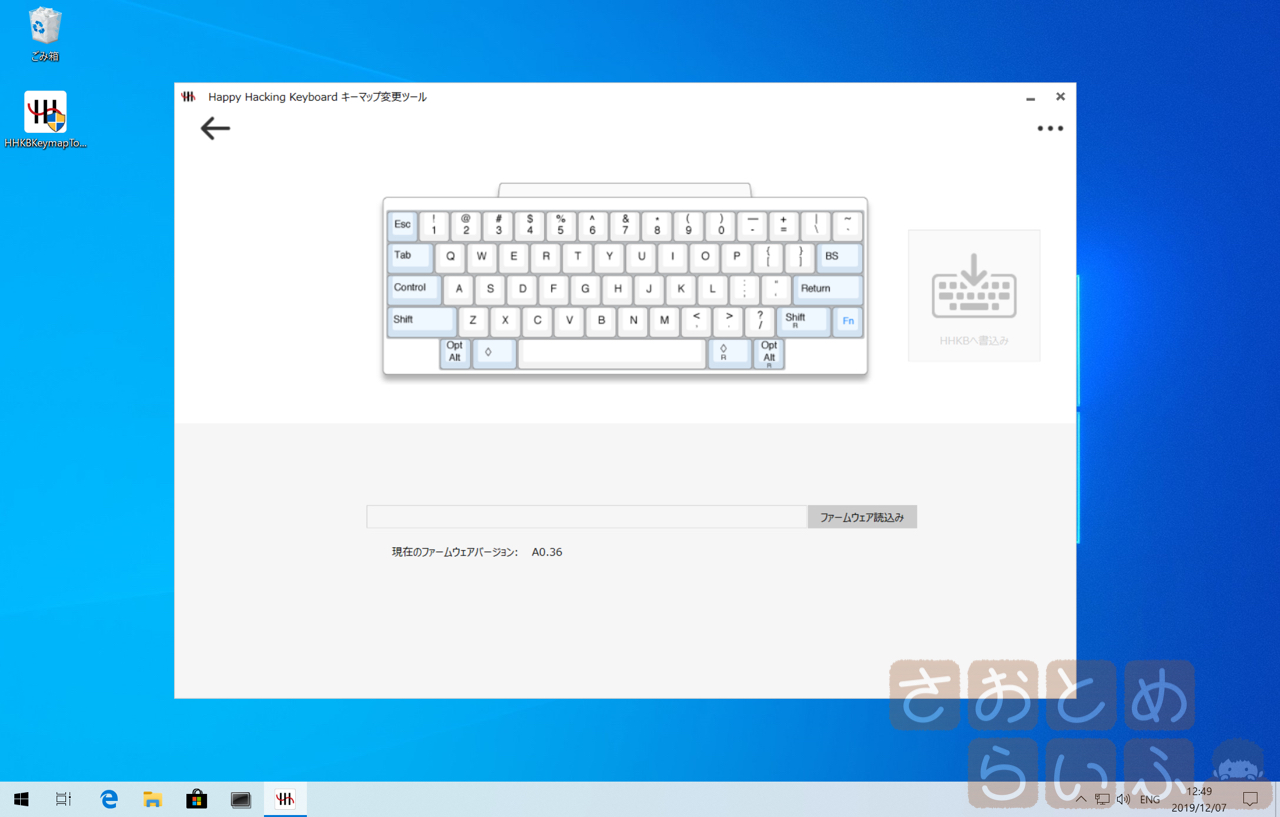 ごみ箱
HHKBKeymapTo...
Happy Hacking Keyboard キーマップ変更ツール
Esc ! 1 @ 2 # 3 $ 4 % 5 ^ 6 & 7 * 8 ( 9 ) 0 — - + = | \ ~ `
Tab Q W E R T Y U I O P { [ } ] BS
Control A S D F G H J K L : ; " ' Return
Shift Z X C V B N M < , > . ? / Shift R Fn
Opt Alt ◊ ◊ R Opt Alt R
HHKBへ書込み
ファームウェア読込み
現在のファームウェアバージョン: A0.36
さおとめ
らいふ
ENG
12:49
2019/12/07